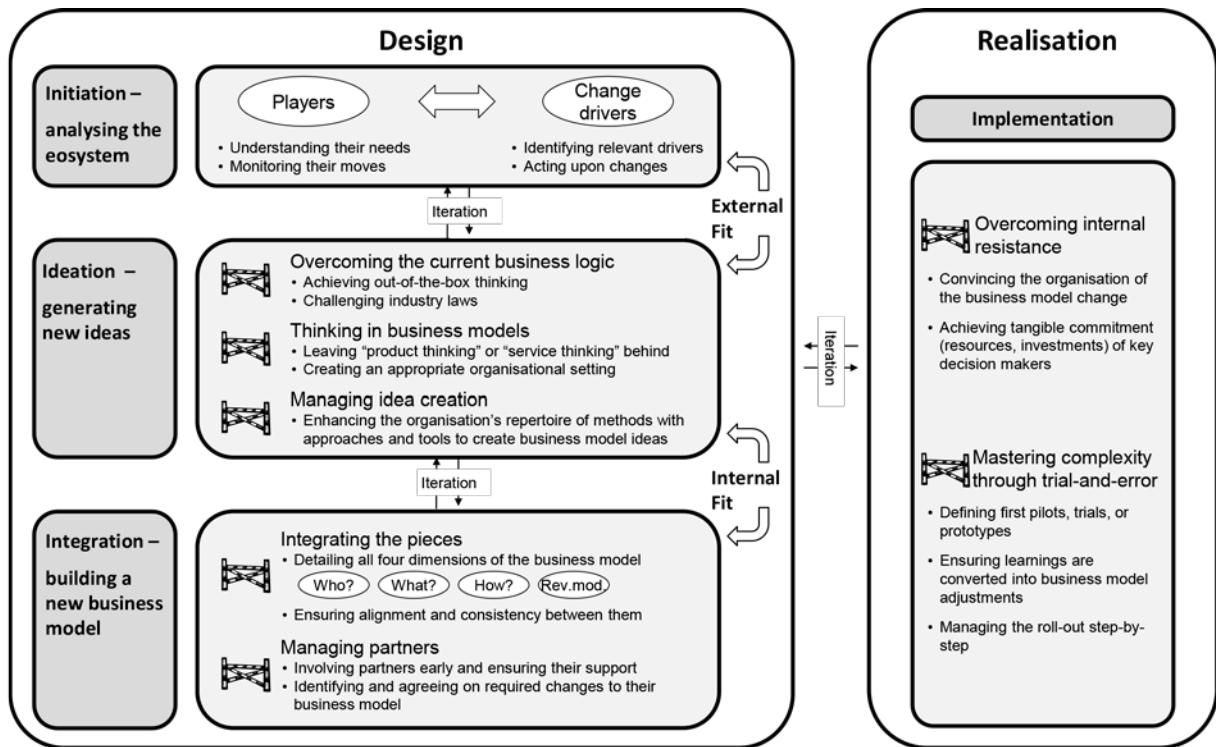 Design
Initiation –
analysing the
eosystem
Players
Change
drivers
• Understanding their needs
• Monitoring their moves
• Identifying relevant drivers
• Acting upon changes
Iteration
External
Fit
Ideation –
generating
new ideas
Overcoming the current business logic
• Achieving out-of-the-box thinking
• Challenging industry laws
Thinking in business models
• Leaving “product thinking” or “service thinking” behind
• Creating an appropriate organisational setting
Managing idea creation
• Enhancing the organisation’s repertoire of methods with
approaches and tools to create business model ideas
Iteration
Internal
Fit
Integration –
building a
new business
model
Integrating the pieces
• Detailing all four dimensions of the business model
Who? What? How? Rev.mod.
• Ensuring alignment and consistency between them
Managing partners
• Involving partners early and ensuring their support
• Identifying and agreeing on required changes to their
business model
Iteration
Realisation
Implementation
Overcoming internal
resistance
• Convincing the organisation of
the business model change
• Achieving tangible commitment
(resources, investments) of key
decision makers
Mastering complexity
through trial-and-error
• Defining first pilots, trials, or
prototypes
• Ensuring learnings are
converted into business model
adjustments
• Managing the roll-out step-by-
step